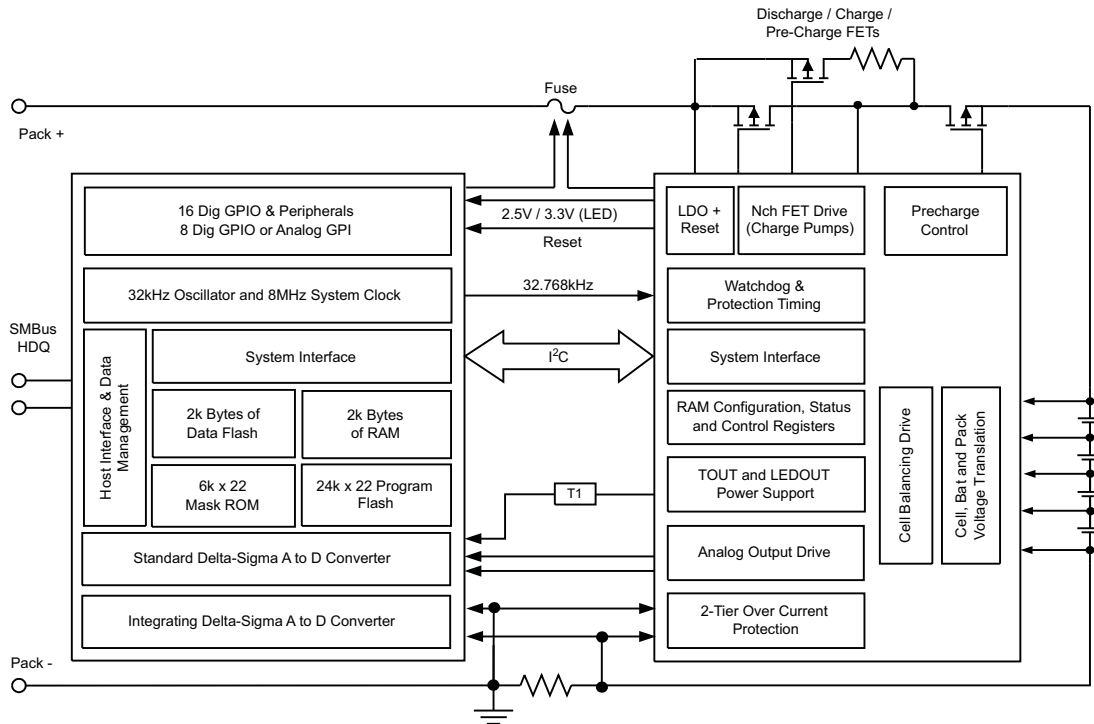 Discharge / Charge /
Pre-Charge FETs
Fuse
Pack +
16 Dig GPIO & Peripherals
8 Dig GPIO or Analog GPI
2.5V / 3.3V (LED)
Reset
LDO +
Reset
Nch FET Drive
(Charge Pumps)
Precharge
Control
32kHz Oscillator and 8MHz System Clock
32.768kHz
Watchdog &
Protection Timing
SMBus
HDQ
Host Interface & Data
Management
System Interface
I²C
System Interface
2k Bytes of
Data Flash
2k Bytes
of RAM
RAM Configuration, Status
and Control Registers
6k x 22
Mask ROM
24k x 22 Program
Flash
T1
TOUT and LEDOUT
Power Support
Cell Balancing Drive
Cell, Bat and Pack
Voltage Translation
Standard Delta-Sigma A to D Converter
Analog Output Drive
Integrating Delta-Sigma A to D Converter
2-Tier Over Current
Protection
Pack -